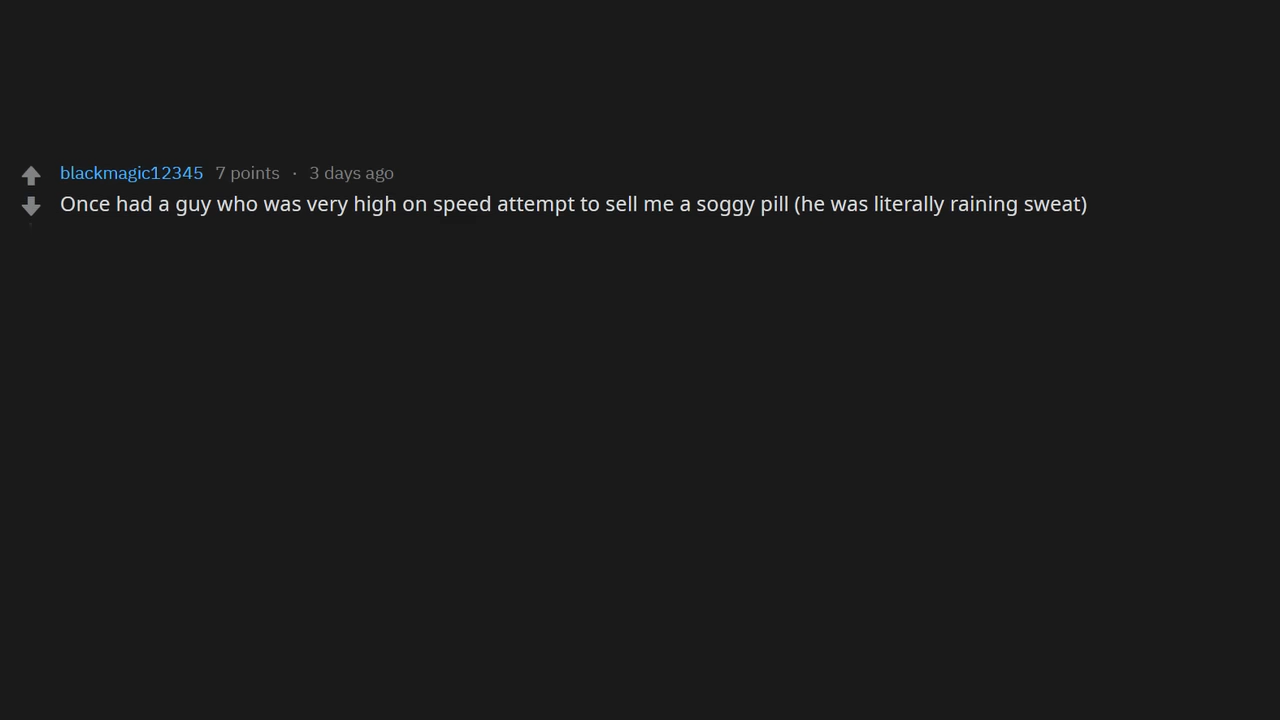 blackmagic12345 7 points · 3 days ago
Once had a guy who was very high on speed attempt to sell me a soggy pill (he was literally raining sweat)